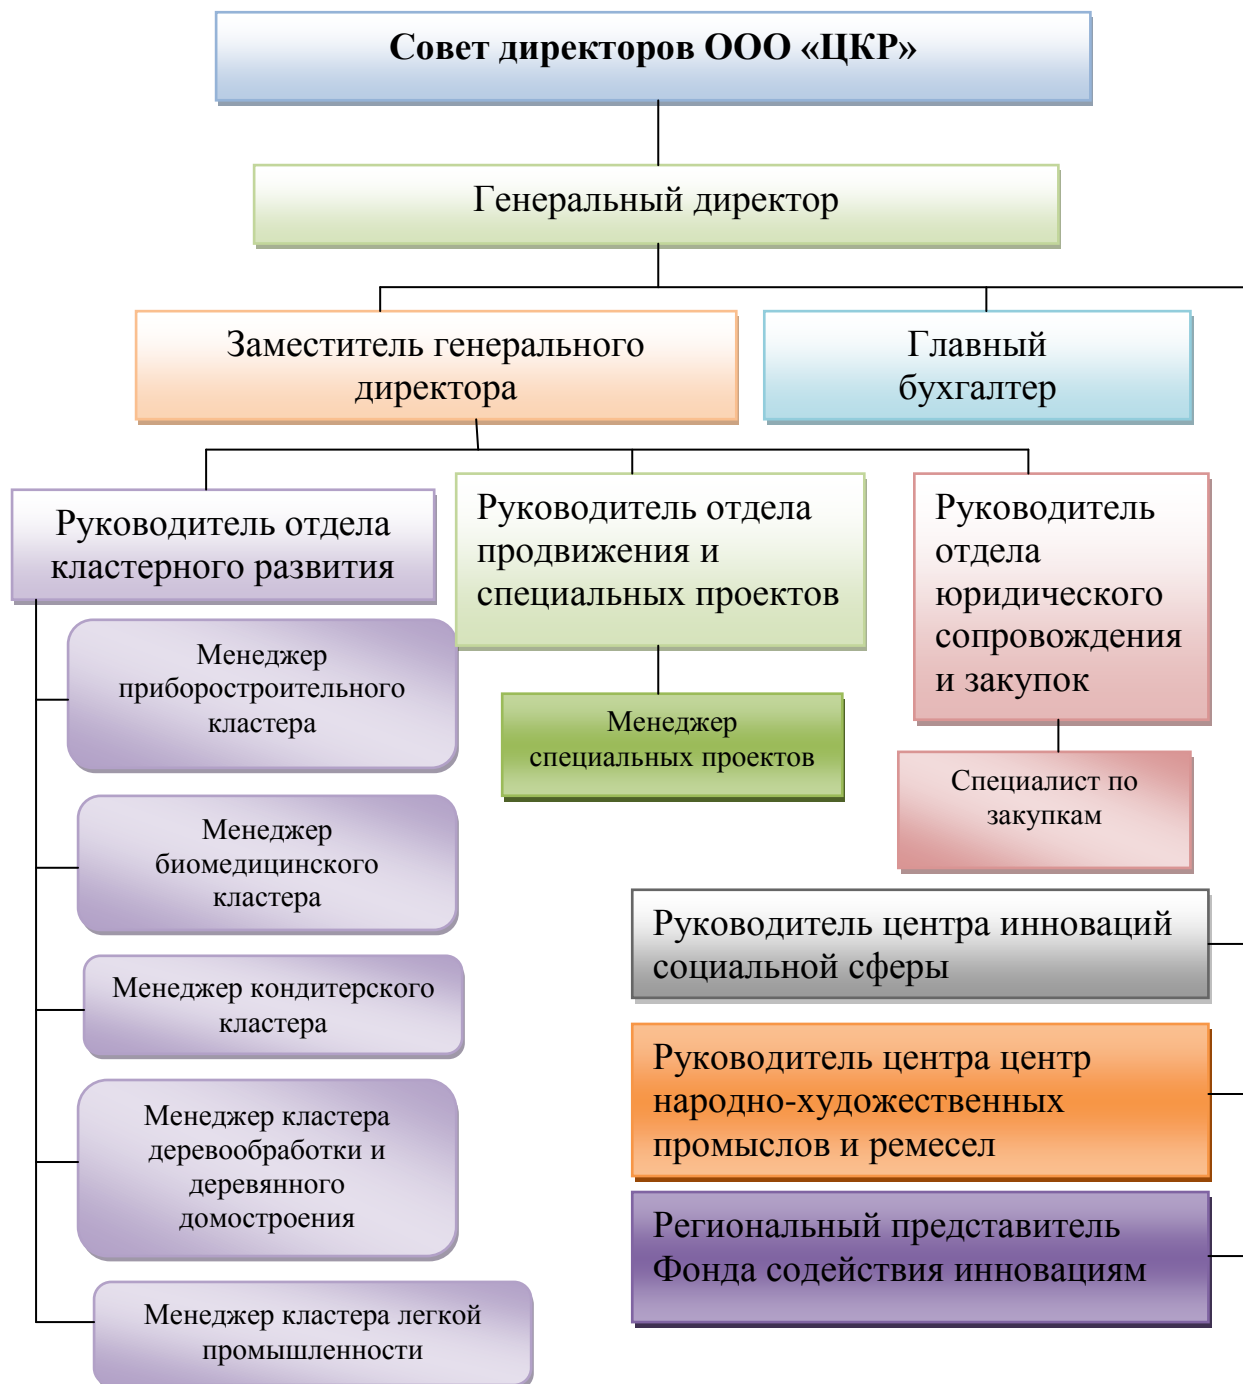 Совет директоров ООО «ЦКР»
Генеральный директор
Заместитель генерального
директора
Главный
бухгалтер
Руководитель отдела
кластерного развития
Руководитель отдела
продвижения и
специальных проектов
Руководитель
отдела
юридического
сопровождения
и закупок
Менеджер
приборостроительного
кластера
Менеджер
биомедицинского
кластера
Менеджер кондитерского
кластера
Менеджер кластера
деревообработки и
деревянного
домостроения
Менеджер кластера легкой
промышленности
Менеджер
специальных проектов
Специалист по
закупкам
Руководитель центра инноваций
социальной сферы
Руководитель центра центр
народно-художественных
промыслов и ремесел
Региональный представитель
Фонда содействия инновациям